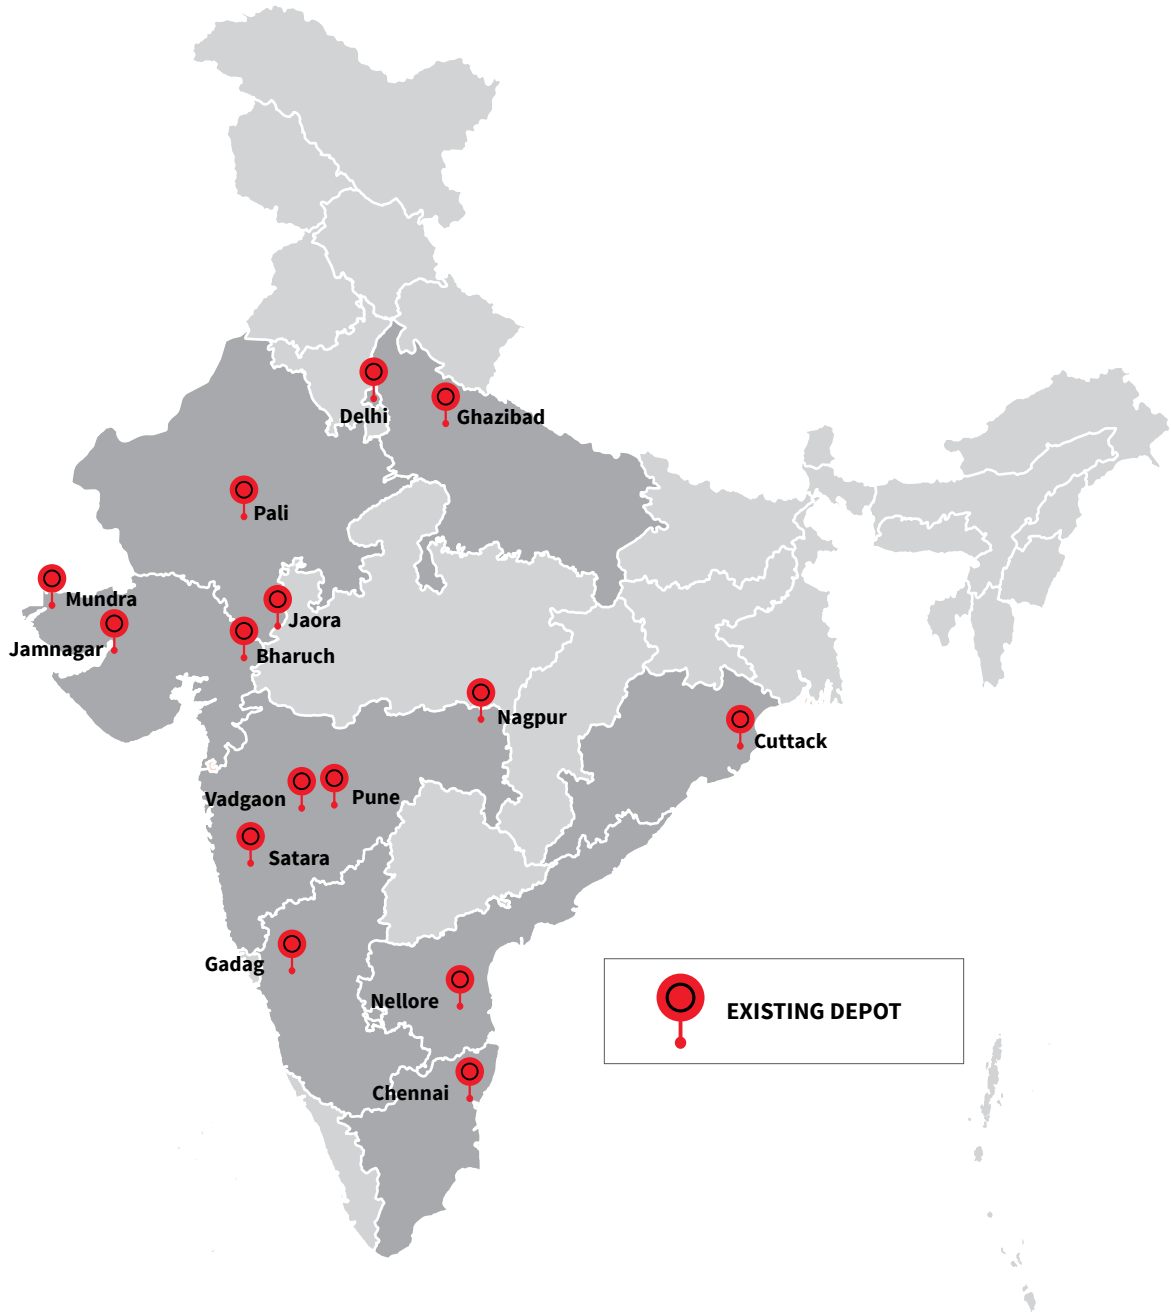 Delhi
Ghazibad
Pali
Mundra
Jaora
Jamnagar
Bharuch
Nagpur
Cuttack
Vadgaon
Pune
Satara
Gadag
Nellore
EXISTING DEPOT
Chennai